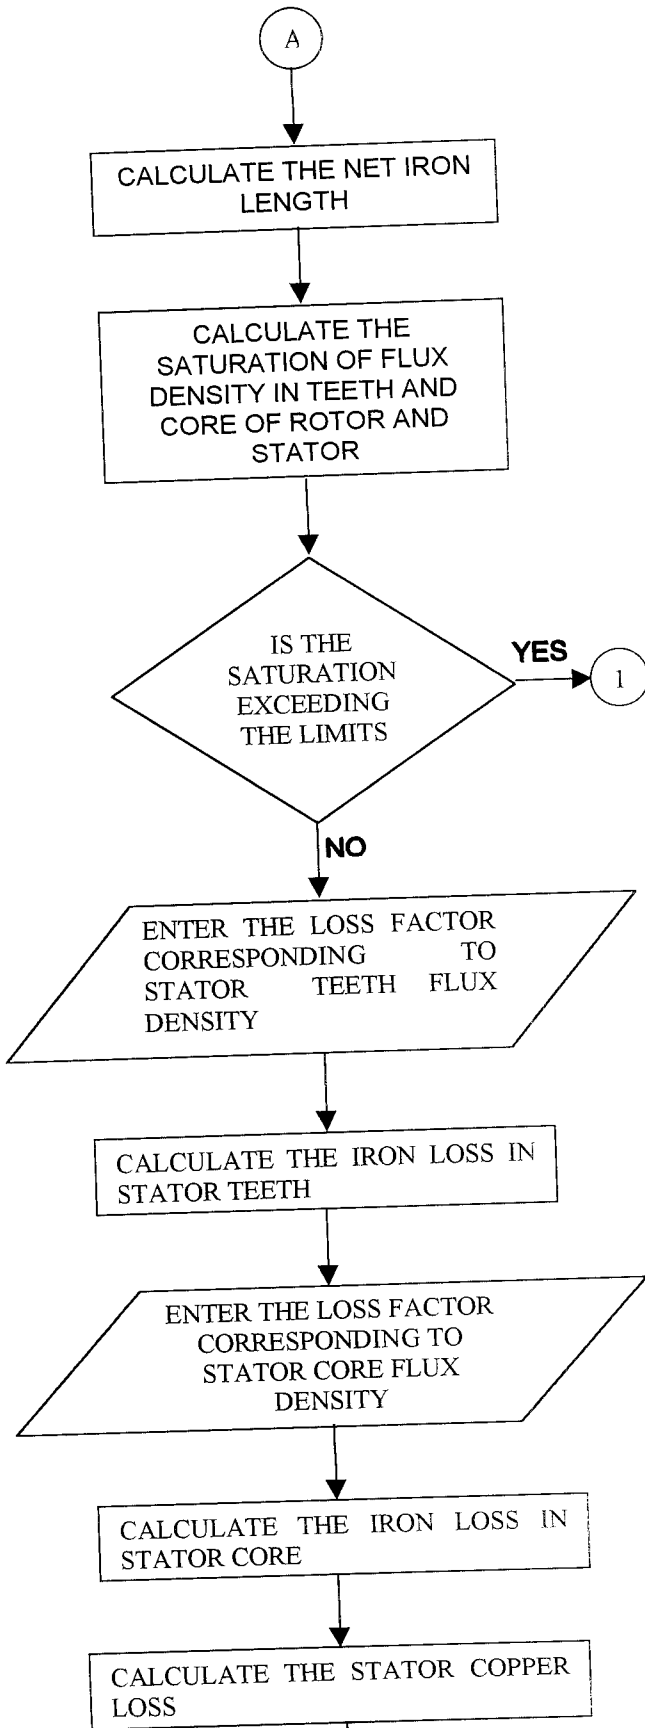 A
CALCULATE THE NET IRON
LENGTH
CALCULATE THE
SATURATION OF FLUX
DENSITY IN TEETH AND
CORE OF ROTOR AND
STATOR
IS THE
SATURATION
EXCEEDING
THE LIMITS
YES
1
NO
ENTER THE LOSS FACTOR
CORRESPONDING TO
STATOR TEETH FLUX
DENSITY
CALCULATE THE IRON LOSS IN
STATOR TEETH
ENTER THE LOSS FACTOR
CORRESPONDING TO
STATOR CORE FLUX
DENSITY
CALCULATE THE IRON LOSS IN
STATOR CORE
CALCULATE THE STATOR COPPER
LOSS